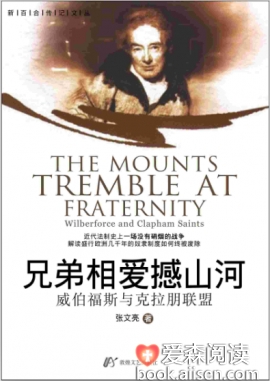 新百合传记文丛
THE MOUNTS
TREMBLE AT
FRATERNITY
Wilberforce and Clapham Saints
近代法制史上一场没有硝烟的战争
解读盛行欧洲几千年的奴隶制度如何终被废除
兄弟相爱撼山河
威伯福斯与克拉朋联盟
张文亮 著
爱森阅读
book.aijsen.com